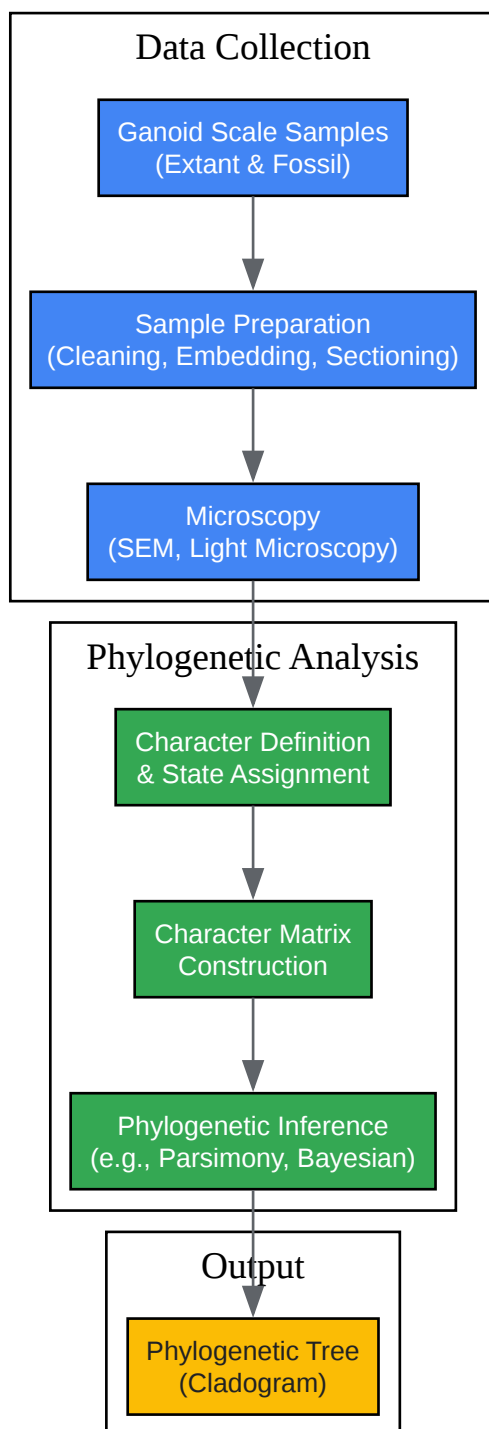 Data Collection
Ganoid Scale Samples
(Extant & Fossil)
Sample Preparation
(Cleaning, Embedding, Sectioning)
Microscopy
(SEM, Light Microscopy)
Phylogenetic Analysis
Character Definition
& State Assignment
Character Matrix
Construction
Phylogenetic Inference
(e.g., Parsimony, Bayesian)
Output
Phylogenetic Tree
(Cladogram)